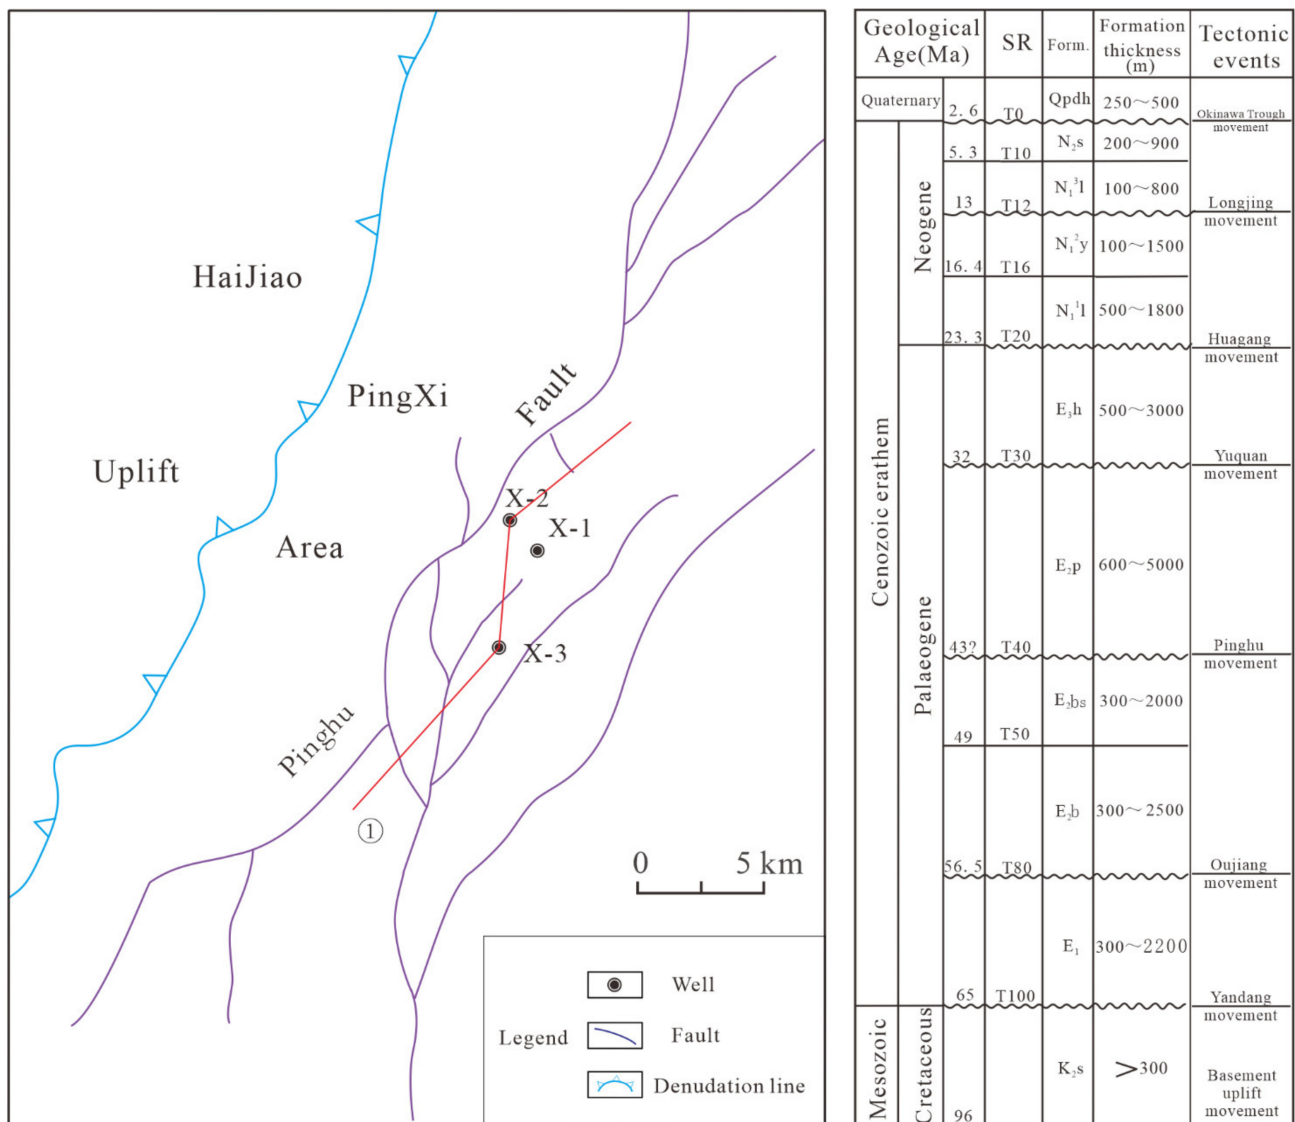 HaiJiao
PingXi
Fault
Uplift
X-2
X-1
Area
X-3
Pinghu
①
0 5 km
Legend
Well
Fault
Denudation line
Geological Age(Ma) SR Form. Formation thickness (m) Tectonic events
Quaternary 2.6 T0 Qpdh 250～500 Okinawa Trough movement
Cenozoic erathem
Neogene
5.3 T10 N₂s 200～900
13 T12 N₁³l 100～800 Longjing movement
16.4 T16 N₁²y 100～1500
23.3 T20 N₁¹l 500～1800 Huagang movement
Palaeogene
32 T30 E₃h 500～3000 Yuquan movement
43? T40 E₂p 600～5000 Pinghu movement
49 T50 E₂bs 300～2000
56.5 T80 E₂b 300～2500 Oujiang movement
65 T100 E₁ 300～2200 Yandang movement
Mesozoic
Cretaceous
96 K₂s >300 Basement uplift movement